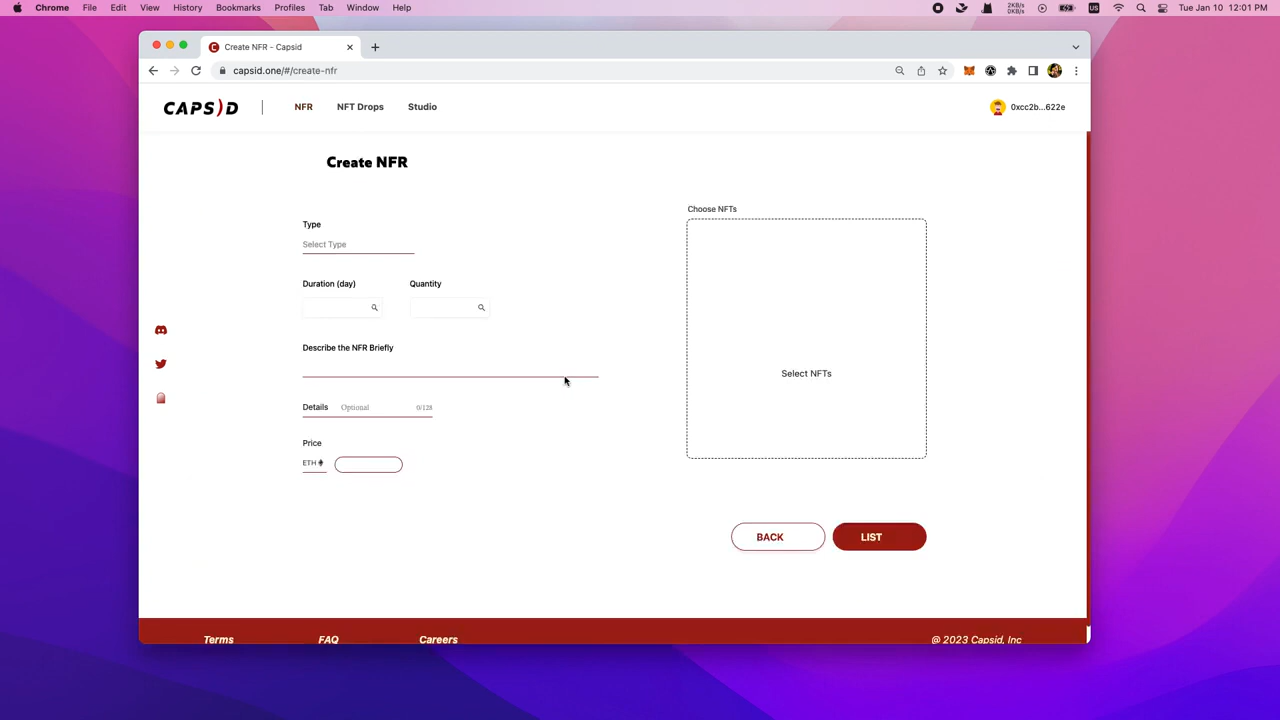 Chrome File Edit View History Bookmarks Profiles Tab Window Help 2KB/s 0KB/s US Tue Jan 10 12:01 PM
Create NFR - Capsid
capsid.one/#/create-nfr
CAPS)D NFR NFT Drops Studio 0xcc2b...622e
Create NFR
Choose NFTs
Type
Select Type
Duration (day) Quantity
Describe the NFR Briefly
Select NFTs
Details Optional 0/128
Price
ETH
BACK LIST
Terms FAQ Careers @ 2023 Capsid, Inc